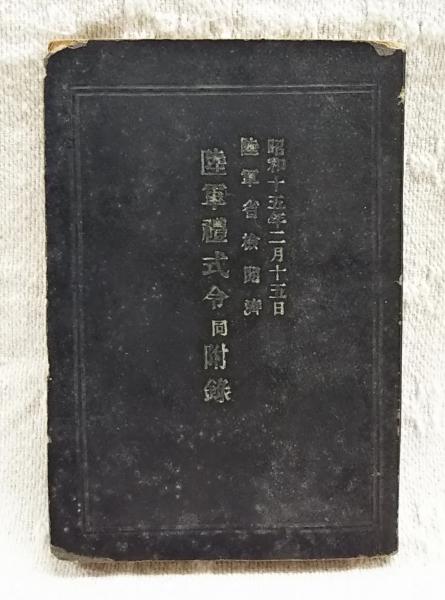 昭和十五年二月十五日
陸軍省檢閲濟
陸軍禮式令同附錄